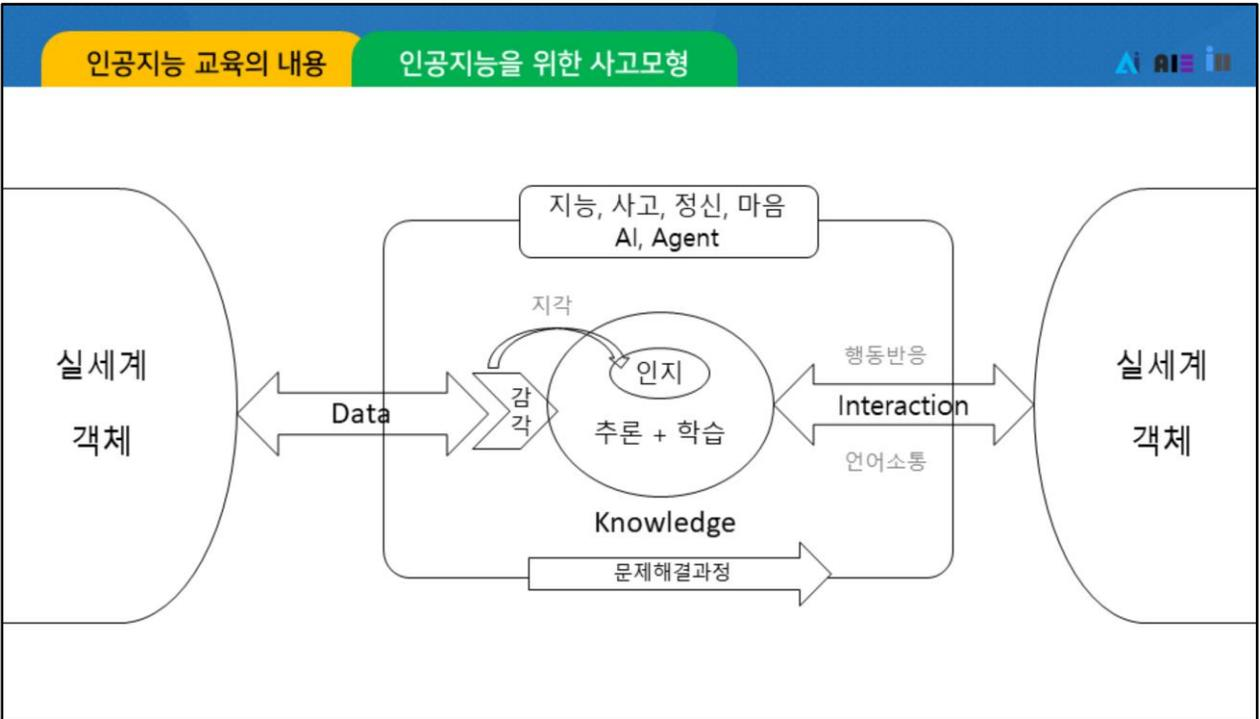 인공지능 교육의 내용
인공지능을 위한 사고모형
Ai AIE
지능, 사고, 정신, 마음
AI, Agent
실세계
객체
Data
지각
감
각
인지
추론 + 학습
Knowledge
문제해결과정
행동반응
Interaction
언어소통
실세계
객체